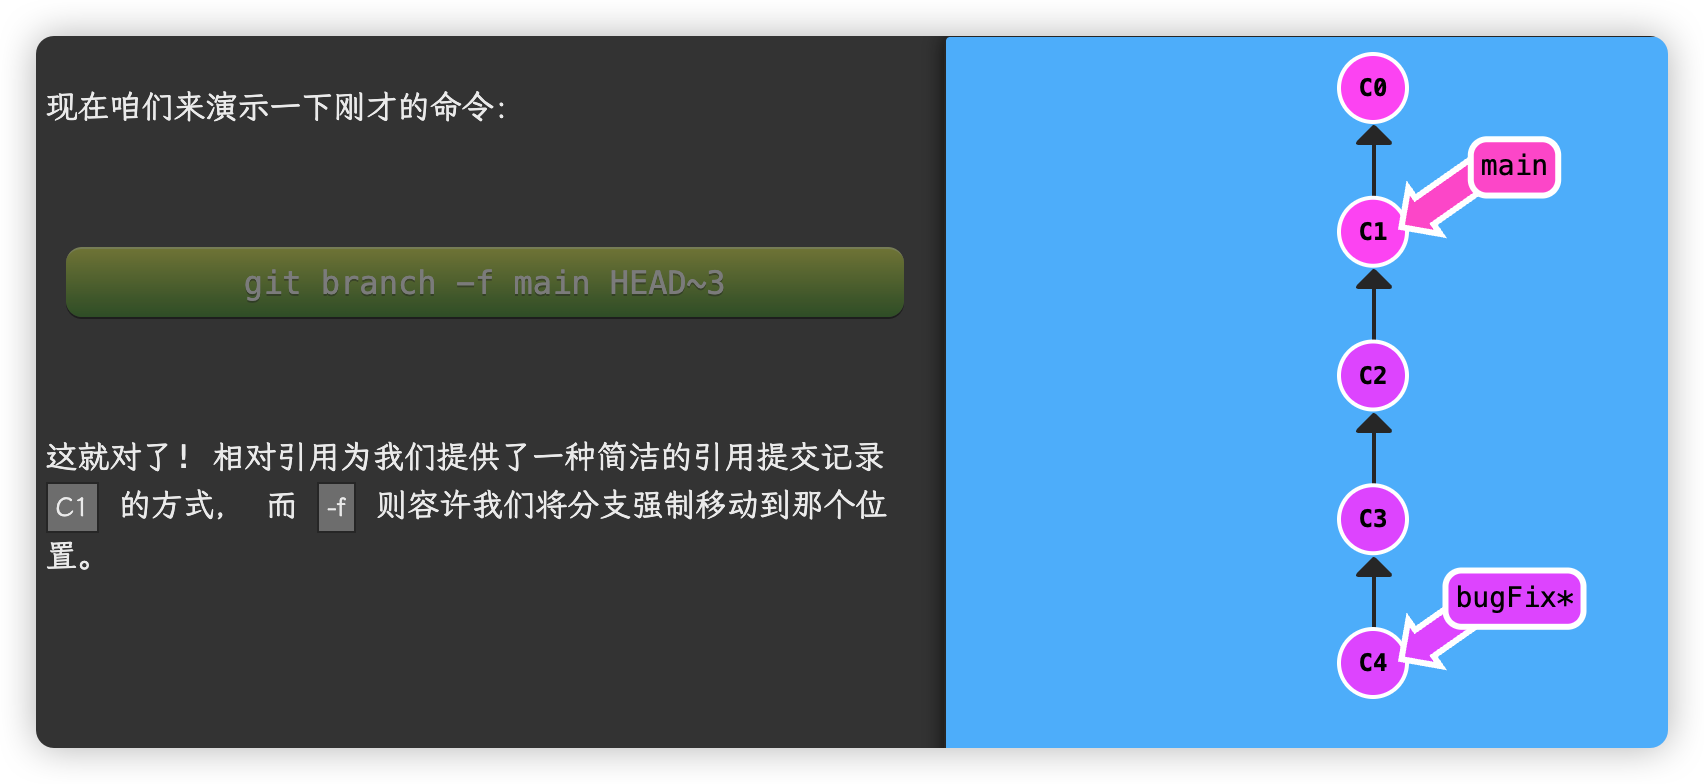 现在咱们来演示一下刚才的命令：
git branch -f main HEAD~3
这就对了！相对引用为我们提供了一种简洁的引用提交记录
C1 的方式， 而 -f 则容许我们将分支强制移动到那个位
置。
C0
main
C1
C2
C3
bugFix*
C4